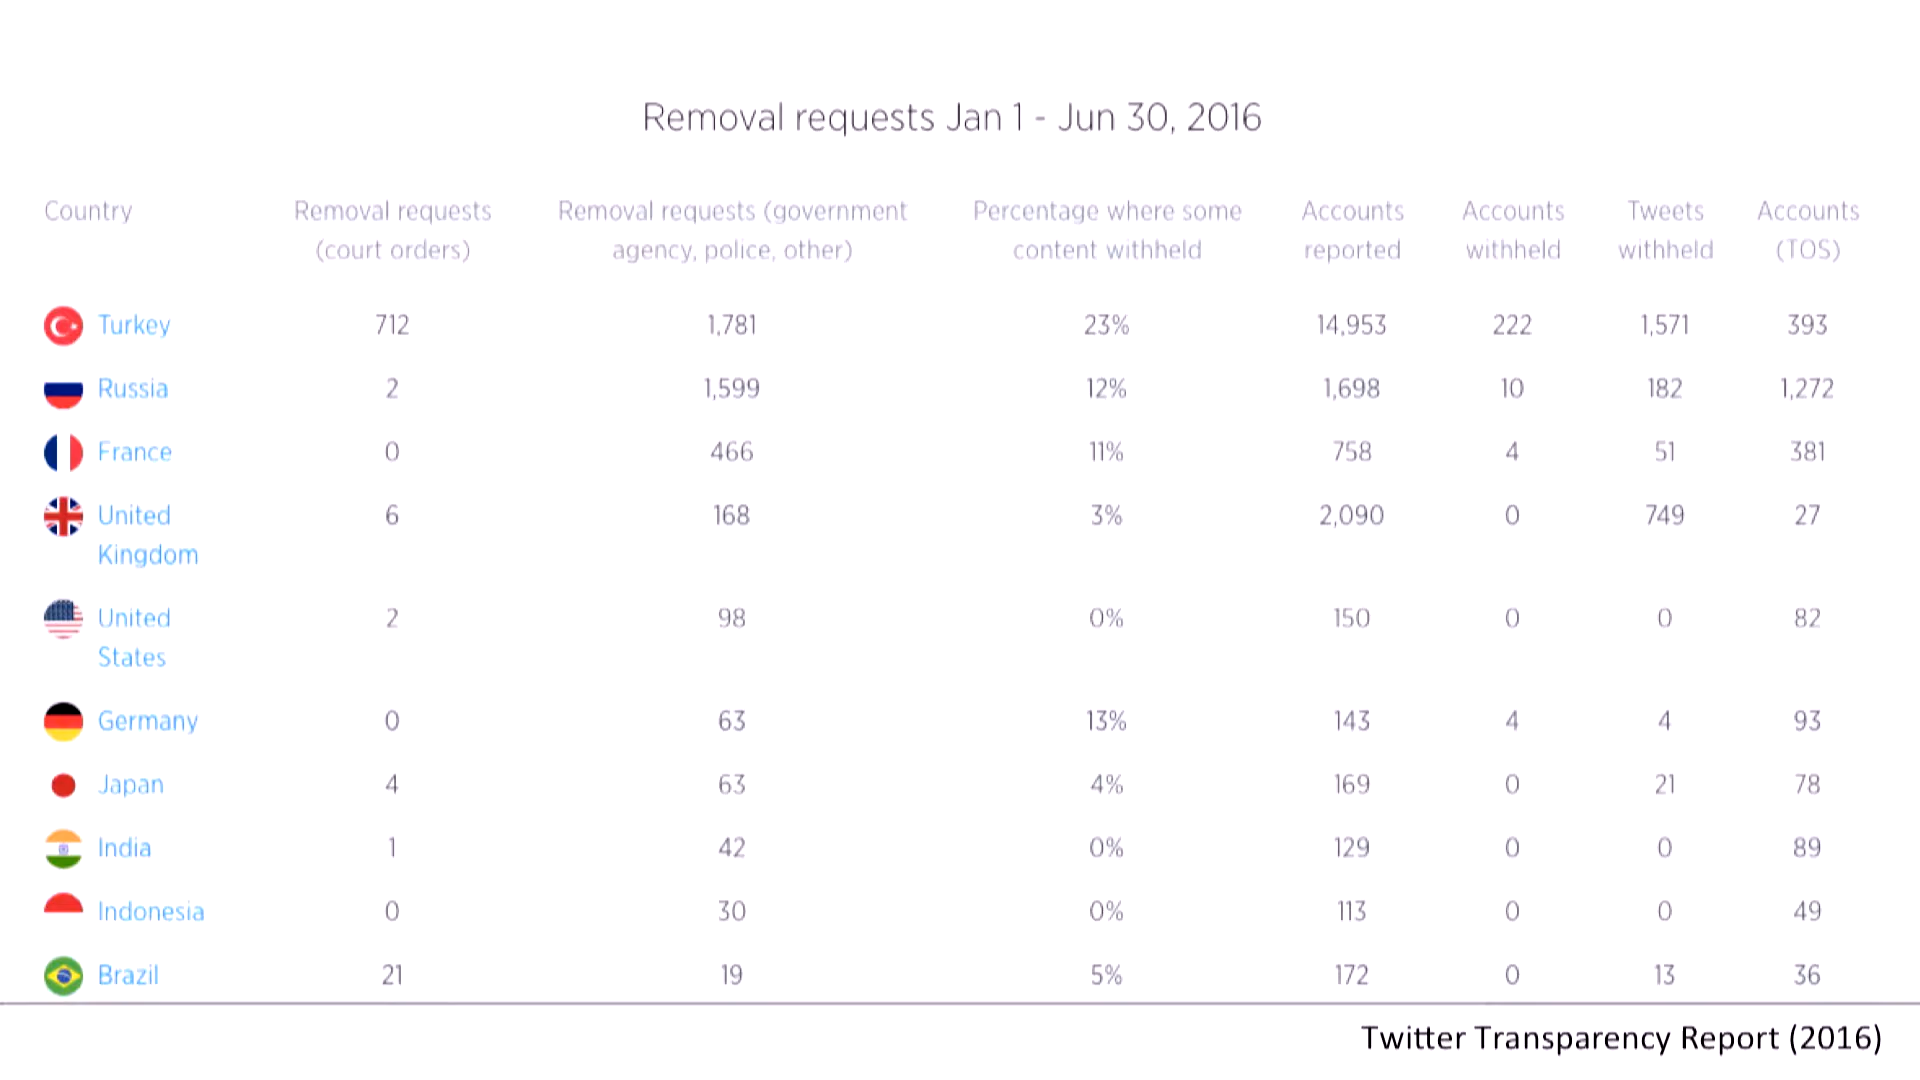 Removal requests Jan 1 - Jun 30, 2016
Country Removal requests (court orders) Removal requests (government agency, police, other) Percentage where some content withheld Accounts reported Accounts withheld Tweets withheld Accounts (TOS)
Turkey 712 1,781 23% 14,953 222 1,571 393
Russia 2 1,599 12% 1,698 10 182 1,272
France 0 466 11% 758 4 51 381
United Kingdom 6 168 3% 2,090 0 749 27
United States 2 98 0% 150 0 0 82
Germany 0 63 13% 143 4 4 93
Japan 4 63 4% 169 0 21 78
India 1 42 0% 129 0 0 89
Indonesia 0 30 0% 113 0 0 49
Brazil 21 19 5% 172 0 13 36
Twitter Transparency Report (2016)